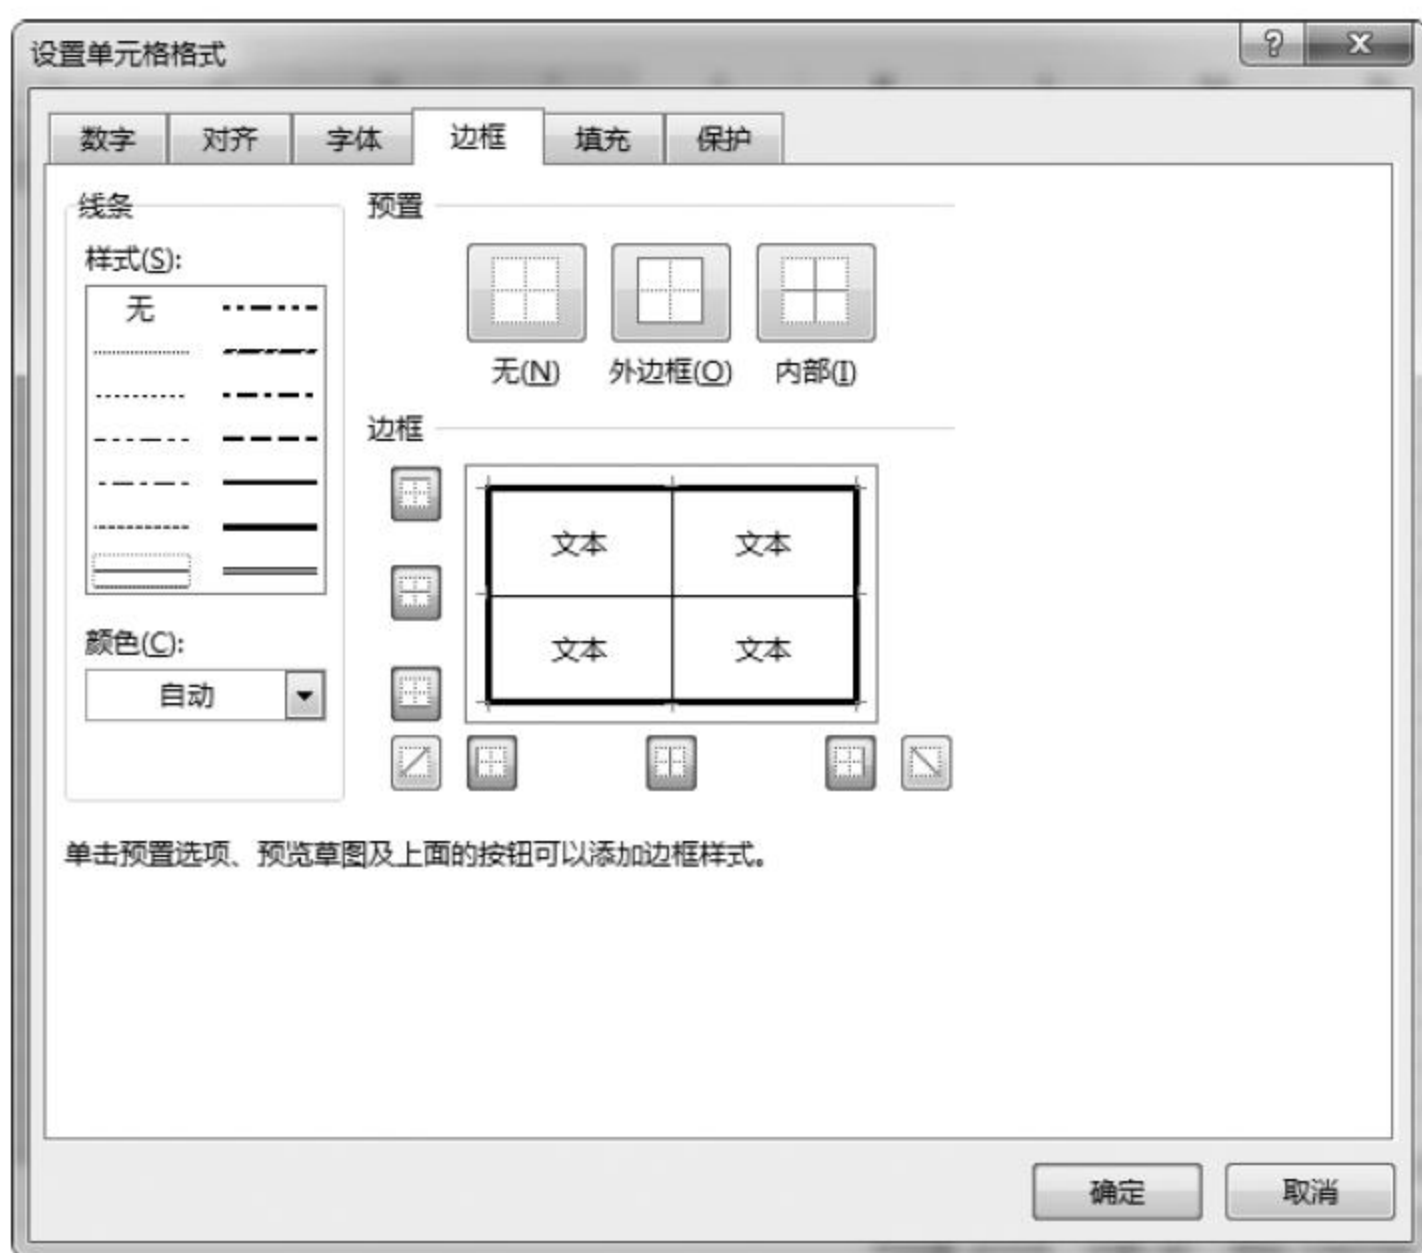 设置单元格格式
数字 对齐 字体 边框 填充 保护
线条
样式(S):
无
颜色(C):
自动
预置
无(N) 外边框(O) 内部(I)
边框
文本 文本
文本 文本
单击预置选项、预览草图及上面的按钮可以添加边框样式。
确定 取消